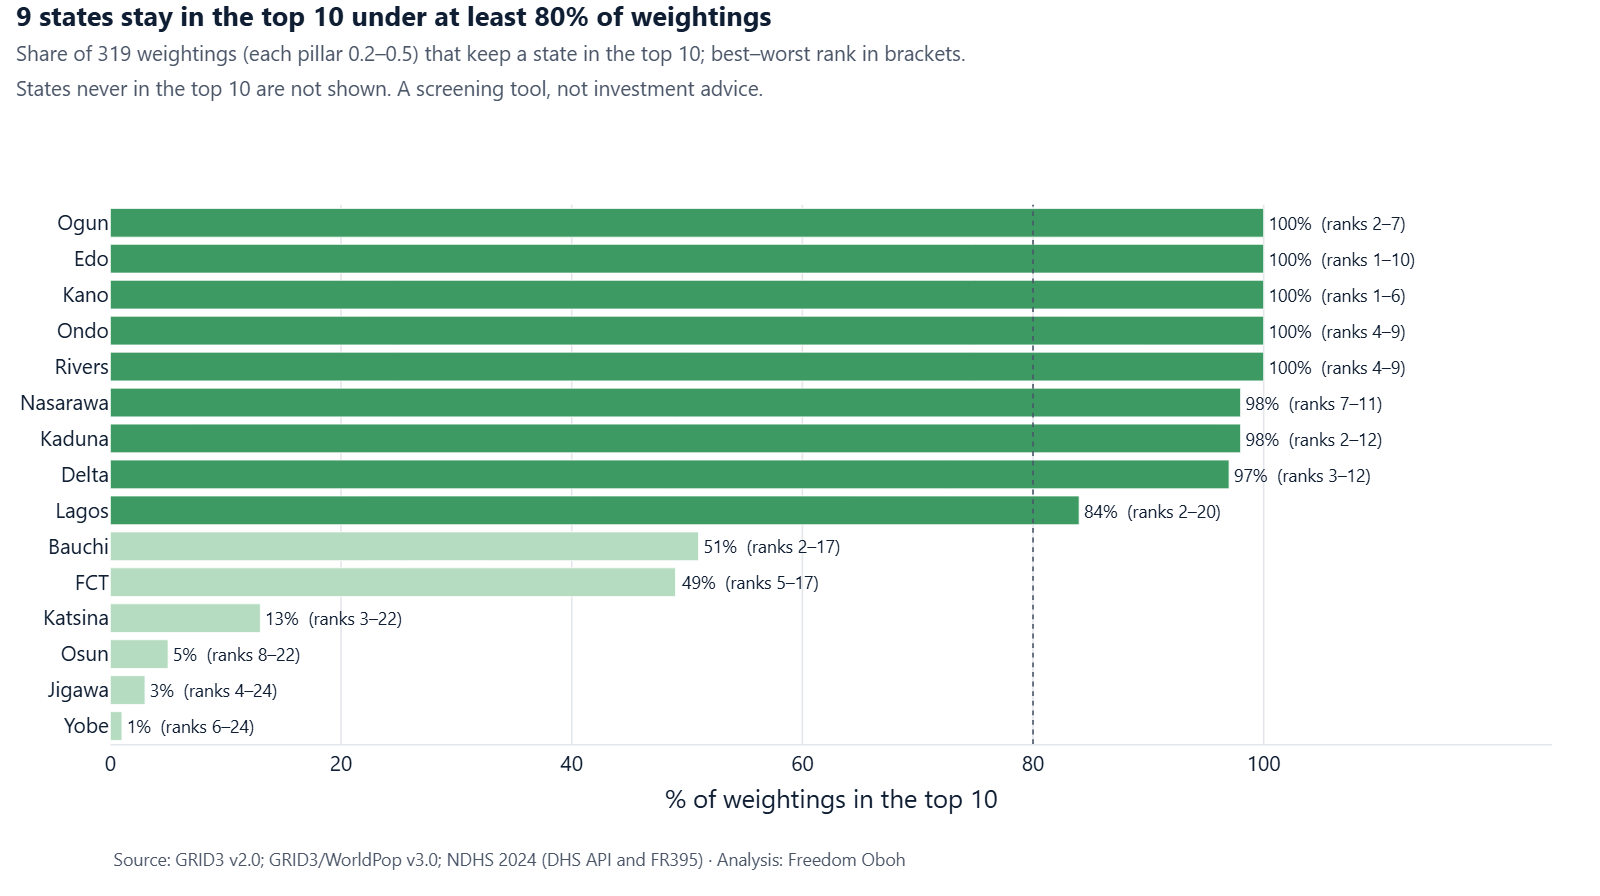 9 states stay in the top 10 under at least 80% of weightings
Share of 319 weightings (each pillar 0.2–0.5) that keep a state in the top 10; best–worst rank in brackets.
States never in the top 10 are not shown. A screening tool, not investment advice.
Ogun 100% (ranks 2–7)
Edo 100% (ranks 1–10)
Kano 100% (ranks 1–6)
Ondo 100% (ranks 4–9)
Rivers 100% (ranks 4–9)
Nasarawa 98% (ranks 7–11)
Kaduna 98% (ranks 2–12)
Delta 97% (ranks 3–12)
Lagos 84% (ranks 2–20)
Bauchi 51% (ranks 2–17)
FCT 49% (ranks 5–17)
Katsina 13% (ranks 3–22)
Osun 5% (ranks 8–22)
Jigawa 3% (ranks 4–24)
Yobe 1% (ranks 6–24)
0 20 40 60 80 100
% of weightings in the top 10
Source: GRID3 v2.0; GRID3/WorldPop v3.0; NDHS 2024 (DHS API and FR395) · Analysis: Freedom Oboh